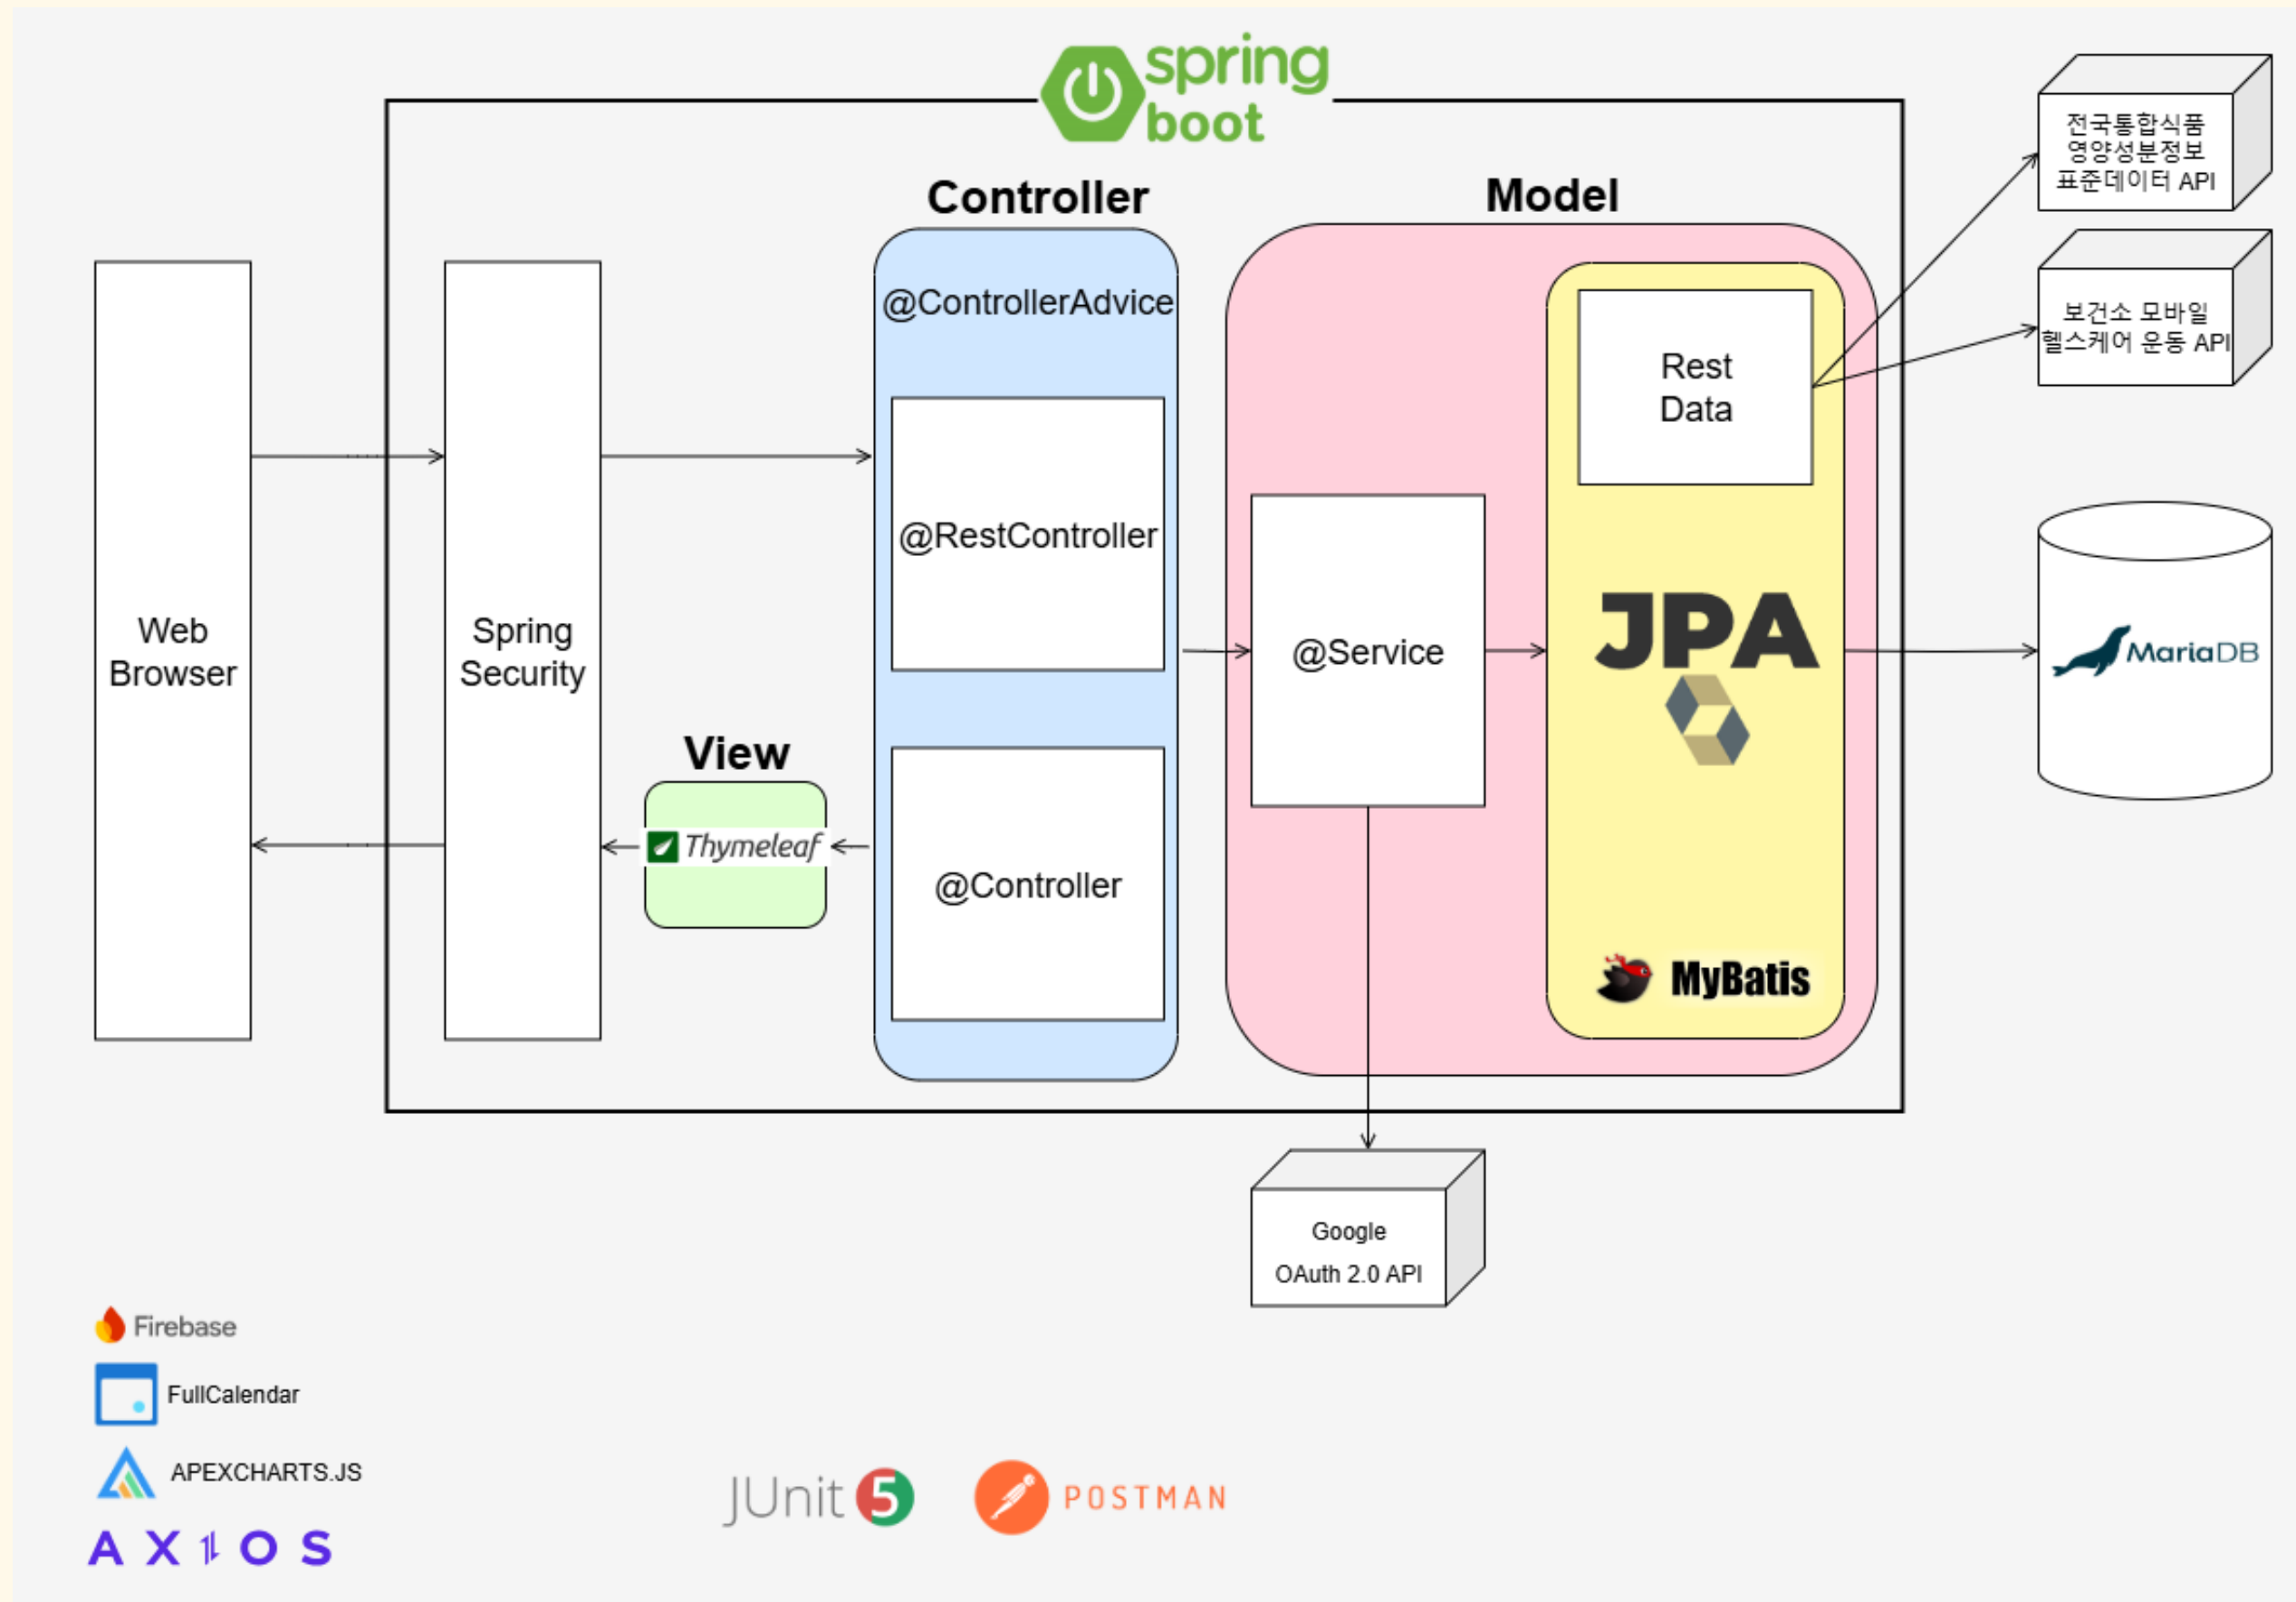 spring
boot
Controller
Model
@ControllerAdvice
@RestController
@Controller
Web
Browser
Spring
Security
View
Thymeleaf
@Service
Rest
Data
JPA
MyBatis
전국통합식품
영양성분정보
표준데이터 API
보건소 모바일
헬스케어 운동 API
MariaDB
Google
OAuth 2.0 API
Firebase
FullCalendar
APEXCHARTS.JS
AXIOS
JUnit 5
POSTMAN